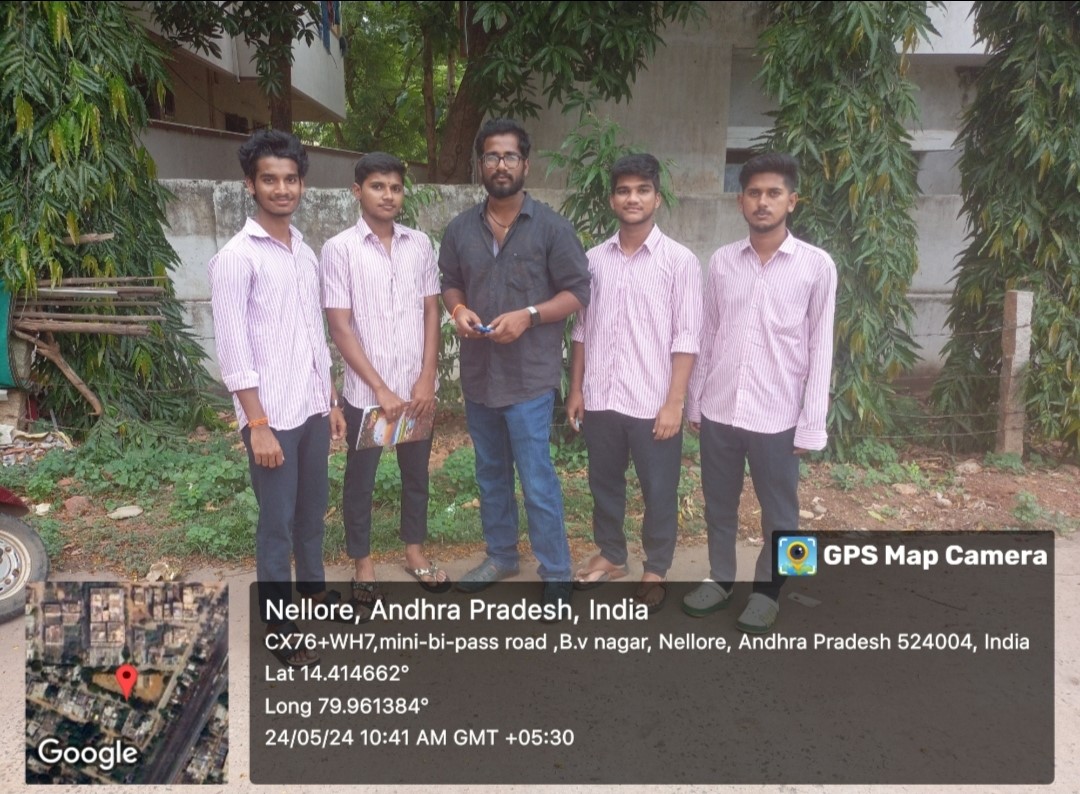 GPS Map Camera
Nellore, Andhra Pradesh, India
CX76+WH7,mini-bi-pass road ,B.v nagar, Nellore, Andhra Pradesh 524004, India
Lat 14.414662°
Long 79.961384°
24/05/24 10:41 AM GMT +05:30
Google